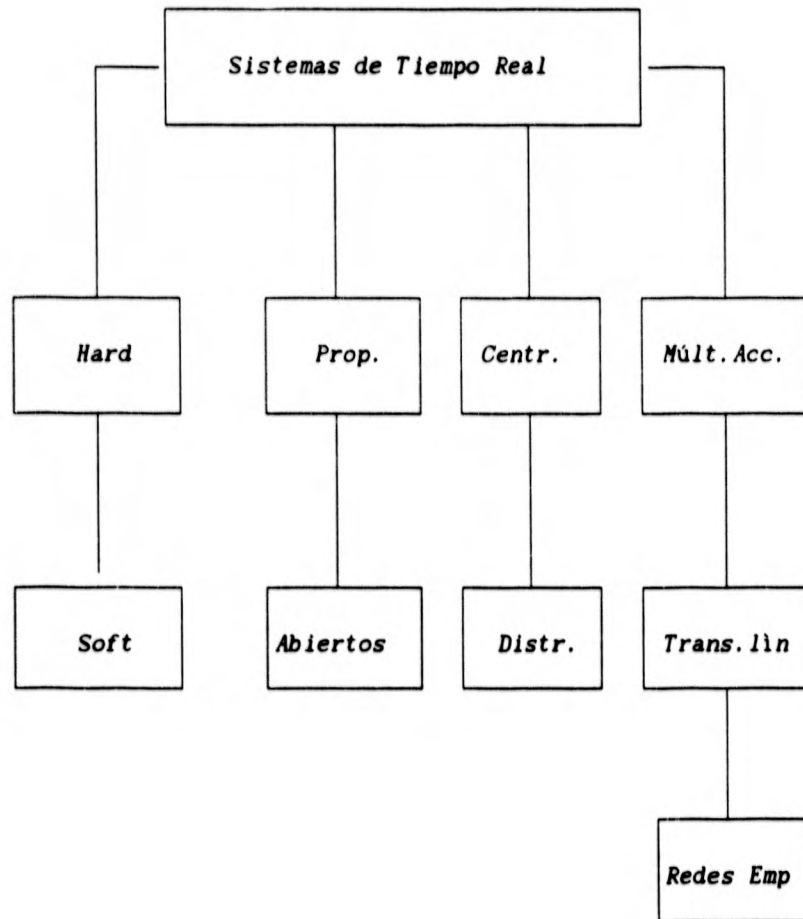 Sistemas de Tiempo Real
Hard
Prop.
Centr.
Múlt.Acc.
Soft
Abiertos
Distr.
Trans.lìn
Redes Emp